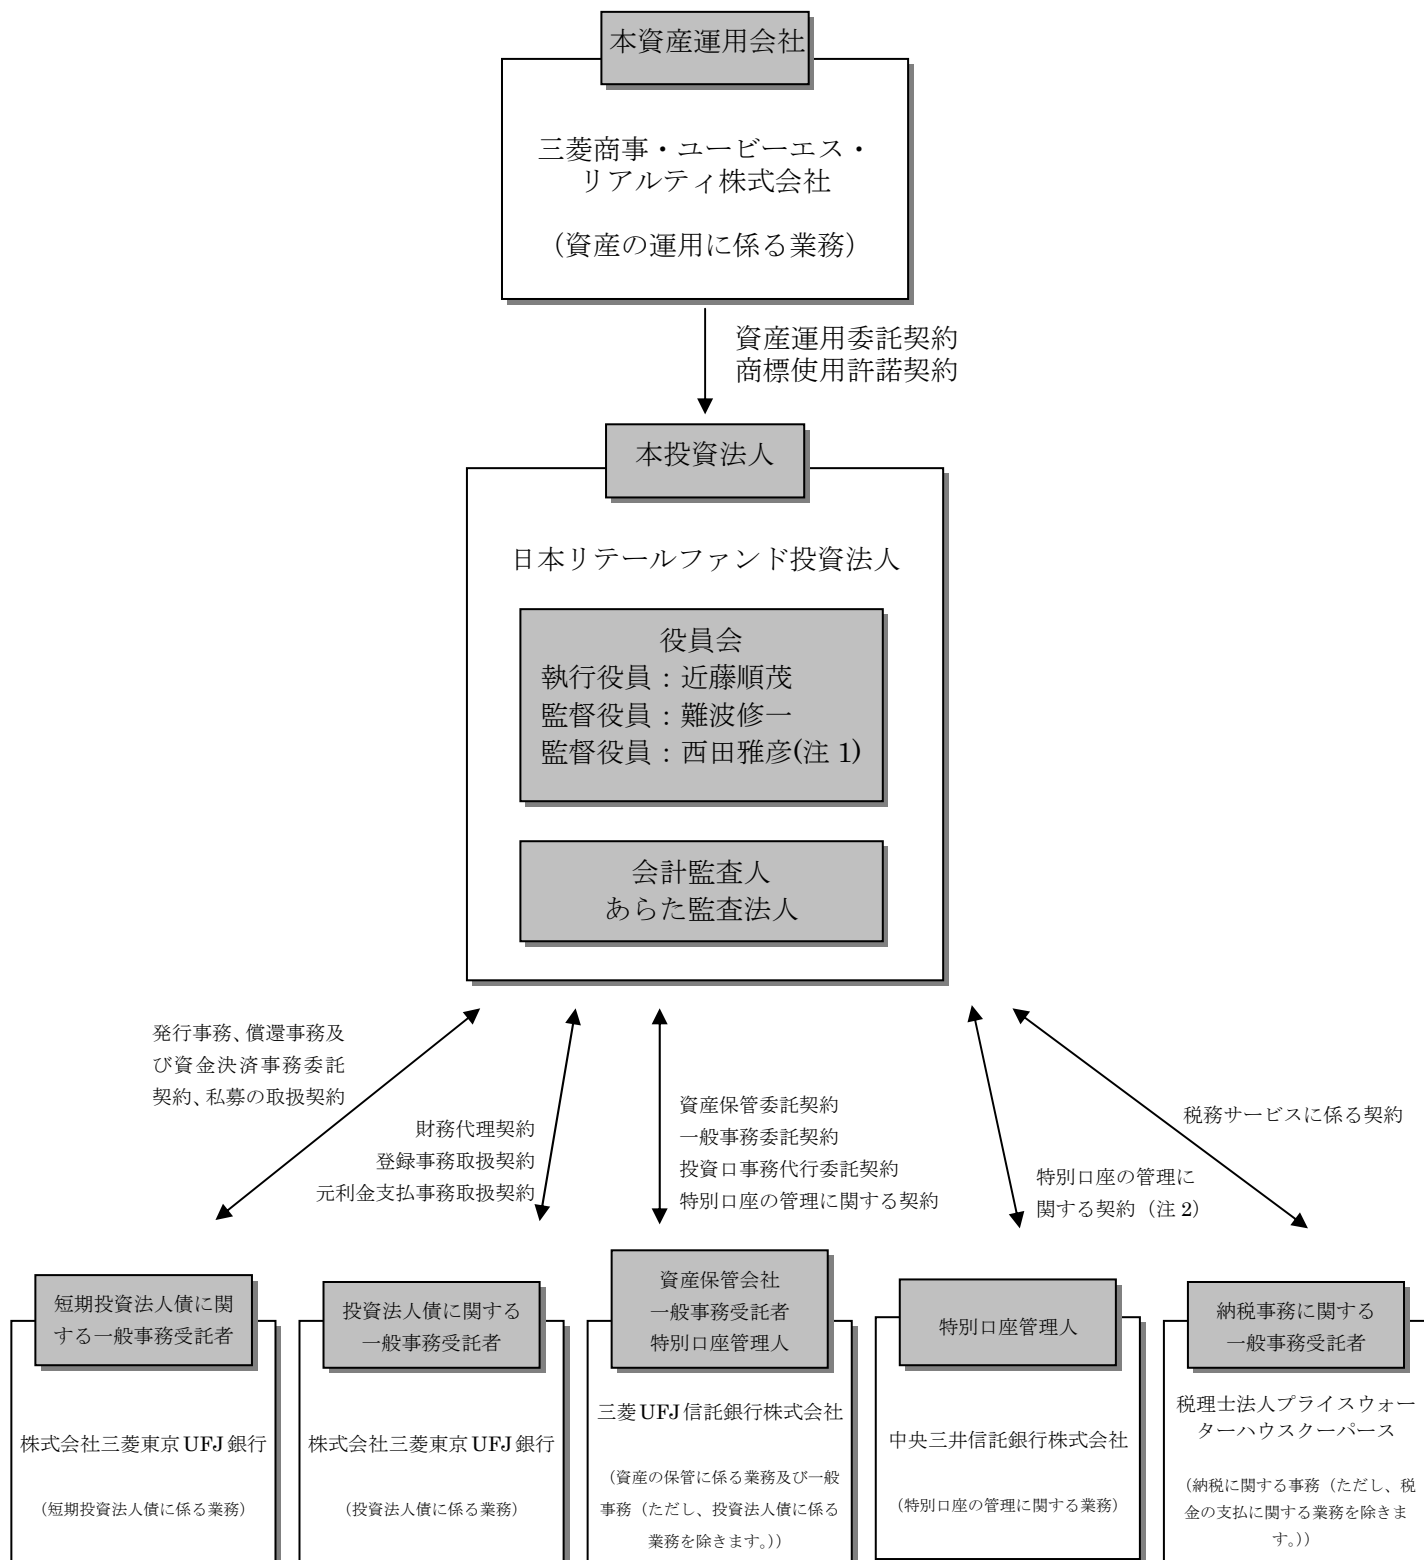 本資産運用会社
三菱商事・ユービーエス・
リアルティ株式会社
（資産の運用に係る業務）
資産運用委託契約
商標使用許諾契約
本投資法人
日本リテールファンド投資法人
役員会
執行役員：近藤順茂
監督役員：難波修一
監督役員：西田雅彦(注 1)
会計監査人
あらた監査法人
発行事務、償還事務及
び資金決済事務委託
契約、私募の取扱契約
財務代理契約
登録事務取扱契約
元利金支払事務取扱契約
資産保管委託契約
一般事務委託契約
投資口事務代行委託契約
特別口座の管理に関する契約
特別口座の管理に
関する契約（注 2）
税務サービスに係る契約
短期投資法人債に関
する一般事務受託者
株式会社三菱東京 UFJ 銀行
（短期投資法人債に係る業務）
投資法人債に関する
一般事務受託者
株式会社三菱東京 UFJ 銀行
（投資法人債に係る業務）
資産保管会社
一般事務受託者
特別口座管理人
三菱 UFJ 信託銀行株式会社
（資産の保管に係る業務及び一般
事務（ただし、投資法人債に係る
業務を除きます。））
特別口座管理人
中央三井信託銀行株式会社
（特別口座の管理に関する業務）
納税事務に関する
一般事務受託者
税理士法人プライスウォー
ターハウスクーパース
（納税に関する事務（ただし、税
金の支払に関する業務を除きま
す。））